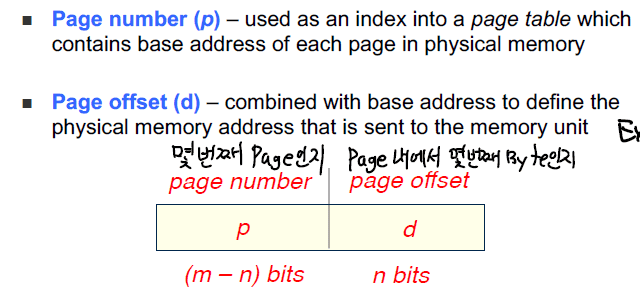 ▪ Page number (p) – used as an index into a page table which
contains base address of each page in physical memory
▪ Page offset (d) – combined with base address to define the
physical memory address that is sent to the memory unit
몇번째 Page인지 Page 내에서 몇번째 Byte인지
page number page offset
p d
(m – n) bits n bits